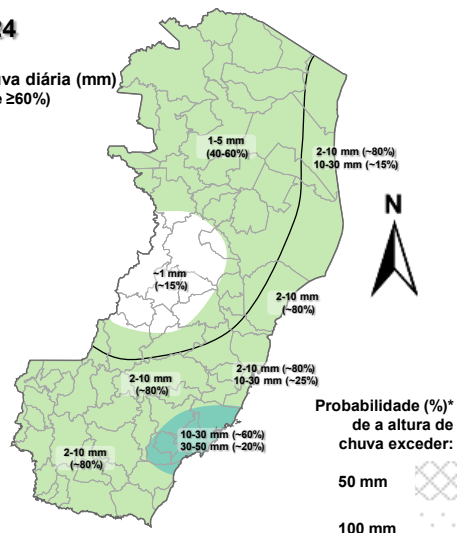 24
uva diária (mm)
e ≥60%)
1-5 mm
(40-60%)
2-10 mm (~80%)
10-30 mm (~15%)
N
~1 mm
(~15%)
2-10 mm
(~80%)
2-10 mm
(~80%)
2-10 mm (~80%)
10-30 mm (~25%)
10-30 mm (~60%)
30-50 mm (~20%)
2-10 mm
(~80%)
Probabilidade (%)*
de a altura de
chuva exceder:
50 mm
100 mm